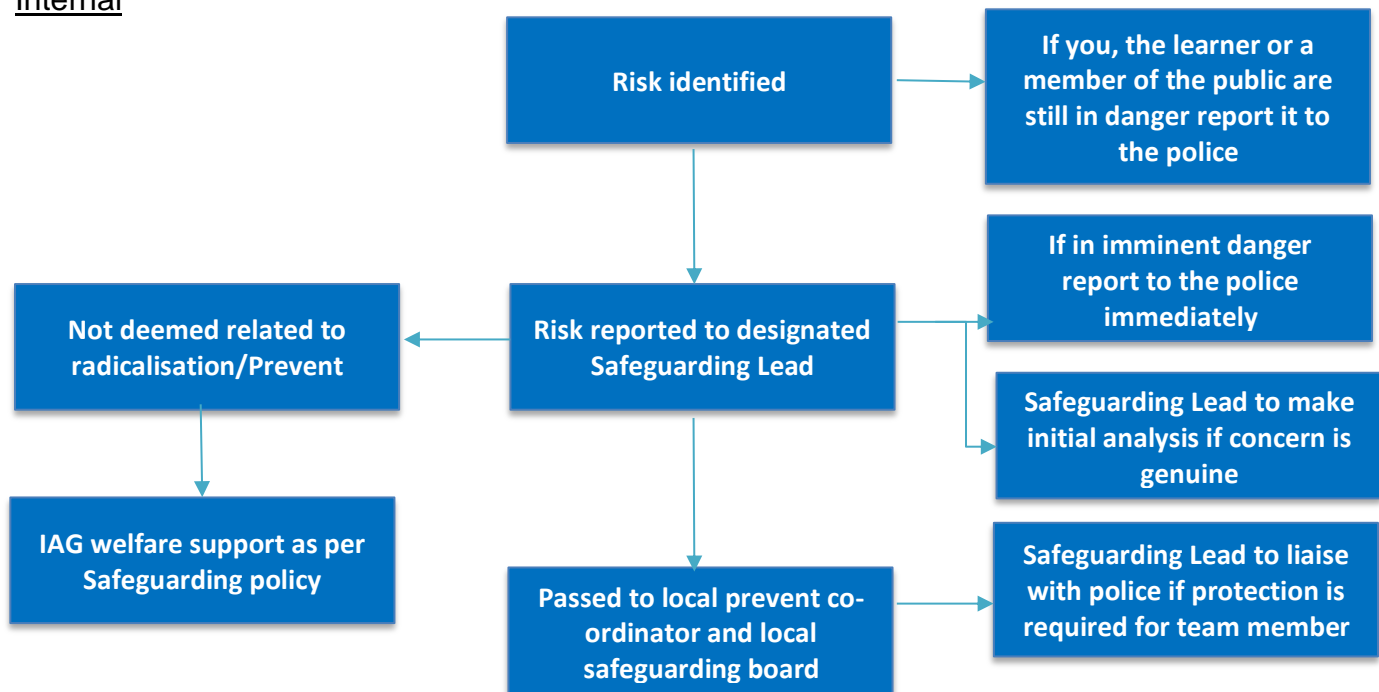 Internal
Risk identified
If you, the learner or a
member of the public are
still in danger report it to
the police
If in imminent danger
report to the police
immediately
Not deemed related to
radicalisation/Prevent
Risk reported to designated
Safeguarding Lead
Safeguarding Lead to make
initial analysis if concern is
genuine
IAG welfare support as per
Safeguarding policy
Passed to local prevent co-
ordinator and local
safeguarding board
Safeguarding Lead to liaise
with police if protection is
required for team member